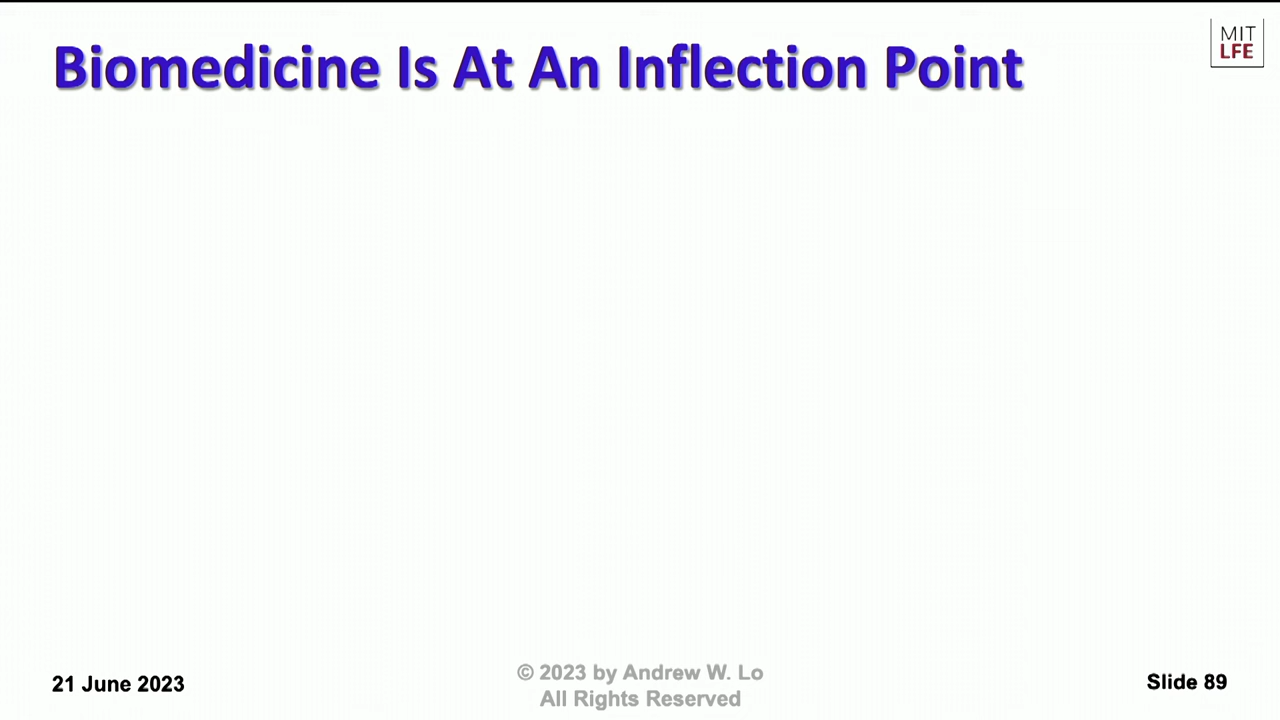 Biomedicine Is At An Inflection Point
MIT
LFE
21 June 2023
© 2023 by Andrew W. Lo
All Rights Reserved
Slide 89